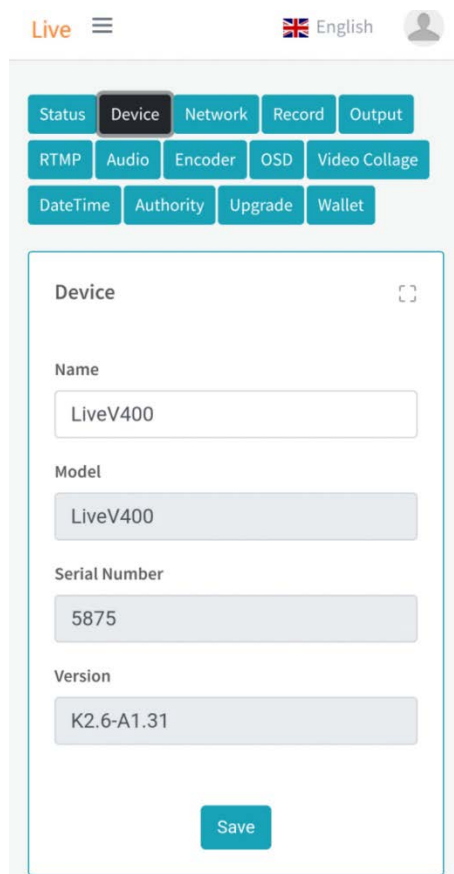 Live English
Status Device Network Record Output
RTMP Audio Encoder OSD Video Collage
DateTime Authority Upgrade Wallet
Device
Name
LiveV400
Model
LiveV400
Serial Number
5875
Version
K2.6-A1.31
Save